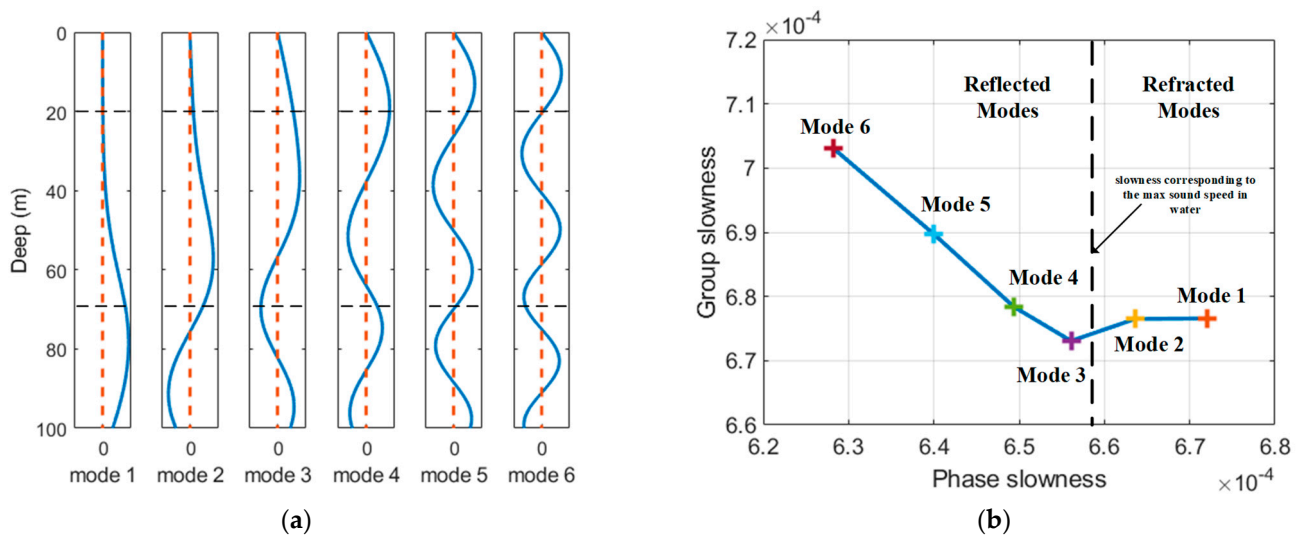 0
20
40
60
80
100
Deep (m)
0 0 0 0 0 0
mode 1 mode 2 mode 3 mode 4 mode 5 mode 6
(a)
×10⁻⁴
7.2
7.1
7
6.9
6.8
6.7
6.6
Group slowness
Reflected
Modes
Refracted
Modes
Mode 6
slowness corresponding to
the max sound speed in
water
Mode 5
Mode 4
Mode 1
Mode 2
Mode 3
6.2 6.3 6.4 6.5 6.6 6.7 6.8
Phase slowness
×10⁻⁴
(b)